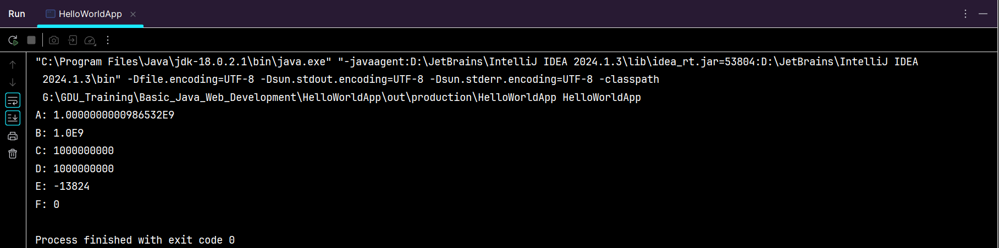 Run HelloWorldApp
"C:\Program Files\Java\jdk-18.0.2.1\bin\java.exe" "-javaagent:D:\JetBrains\IntelliJ IDEA 2024.1.3\lib\idea_rt.jar=53804:D:\JetBrains\IntelliJ IDEA
2024.1.3\bin" -Dfile.encoding=UTF-8 -Dsun.stdout.encoding=UTF-8 -Dsun.stderr.encoding=UTF-8 -classpath
G:\GDU_Training\Basic_Java_Web_Development\HelloWorldApp\out\production\HelloWorldApp HelloWorldApp
A: 1.0000000000986532E9
B: 1.0E9
C: 1000000000
D: 1000000000
E: -13824
F: 0
Process finished with exit code 0